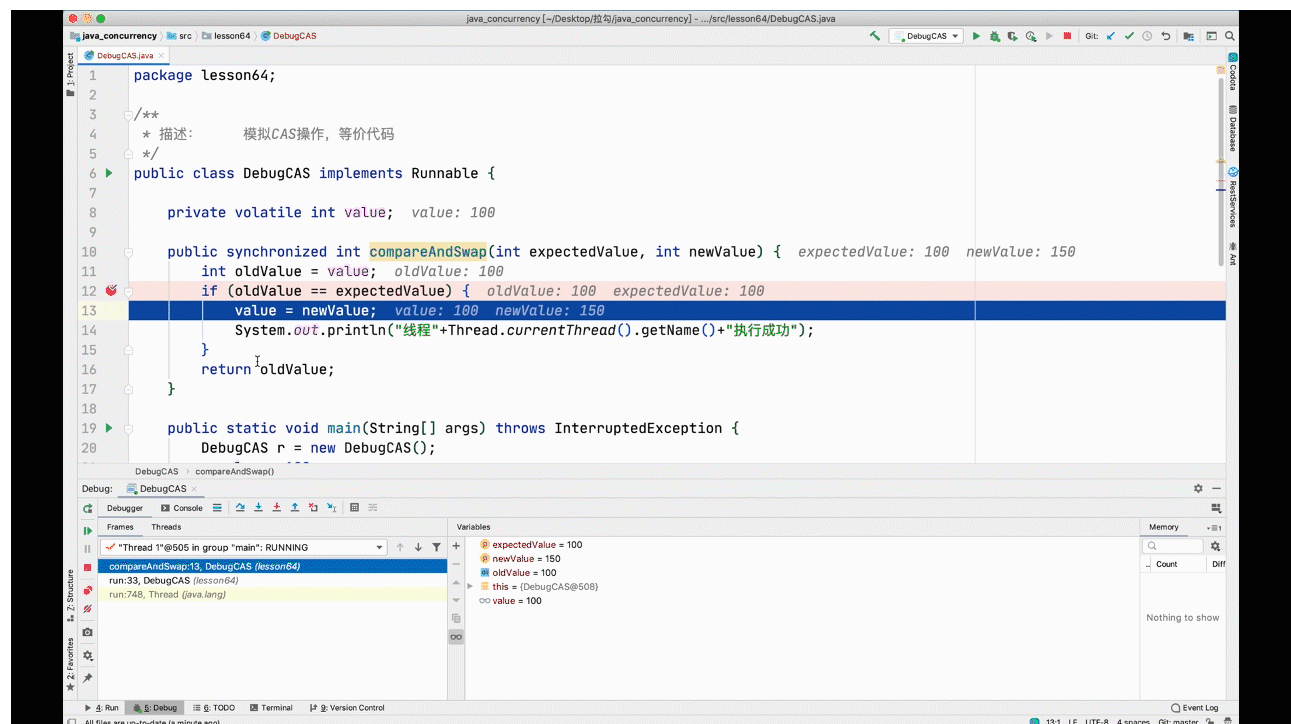 java_concurrency [~/Desktop/拉勾/java_concurrency] - .../src/lesson64/DebugCAS.java
java_concurrency src lesson64 DebugCAS
DebugCAS Git:
DebugCAS.java
1: Project
1 package lesson64;
2
3 /**
4 * 描述： 模拟CAS操作，等价代码
5 */
6 public class DebugCAS implements Runnable {
7
8 private volatile int value; value: 100
9
10 public synchronized int compareAndSwap(int expectedValue, int newValue) { expectedValue: 100 newValue: 150
11 int oldValue = value; oldValue: 100
12 if (oldValue == expectedValue) { oldValue: 100 expectedValue: 100
13 value = newValue; value: 100 newValue: 150
14 System.out.println("线程"+Thread.currentThread().getName()+"执行成功");
15 }
16 return oldValue;
17 }
18
19 public static void main(String[] args) throws InterruptedException {
20 DebugCAS r = new DebugCAS();
Codota
Database
RestServices
Ant
DebugCAS compareAndSwap()
Debug: DebugCAS
Debugger Console
Frames Threads Variables Memory
"Thread 1"@505 in group "main": RUNNING
compareAndSwap:13, DebugCAS (lesson64)
run:33, DebugCAS (lesson64)
run:748, Thread (java.lang)
expectedValue = 100
newValue = 150
oldValue = 100
this = {DebugCAS@508}
value = 100
Count Diff
Nothing to show
7: Structure
2: Favorites
4: Run 5: Debug 6: TODO Terminal 9: Version Control Event Log
All files are up-to-date (a minute ago) 13:1 LF UTF-8 4 spaces Git: master